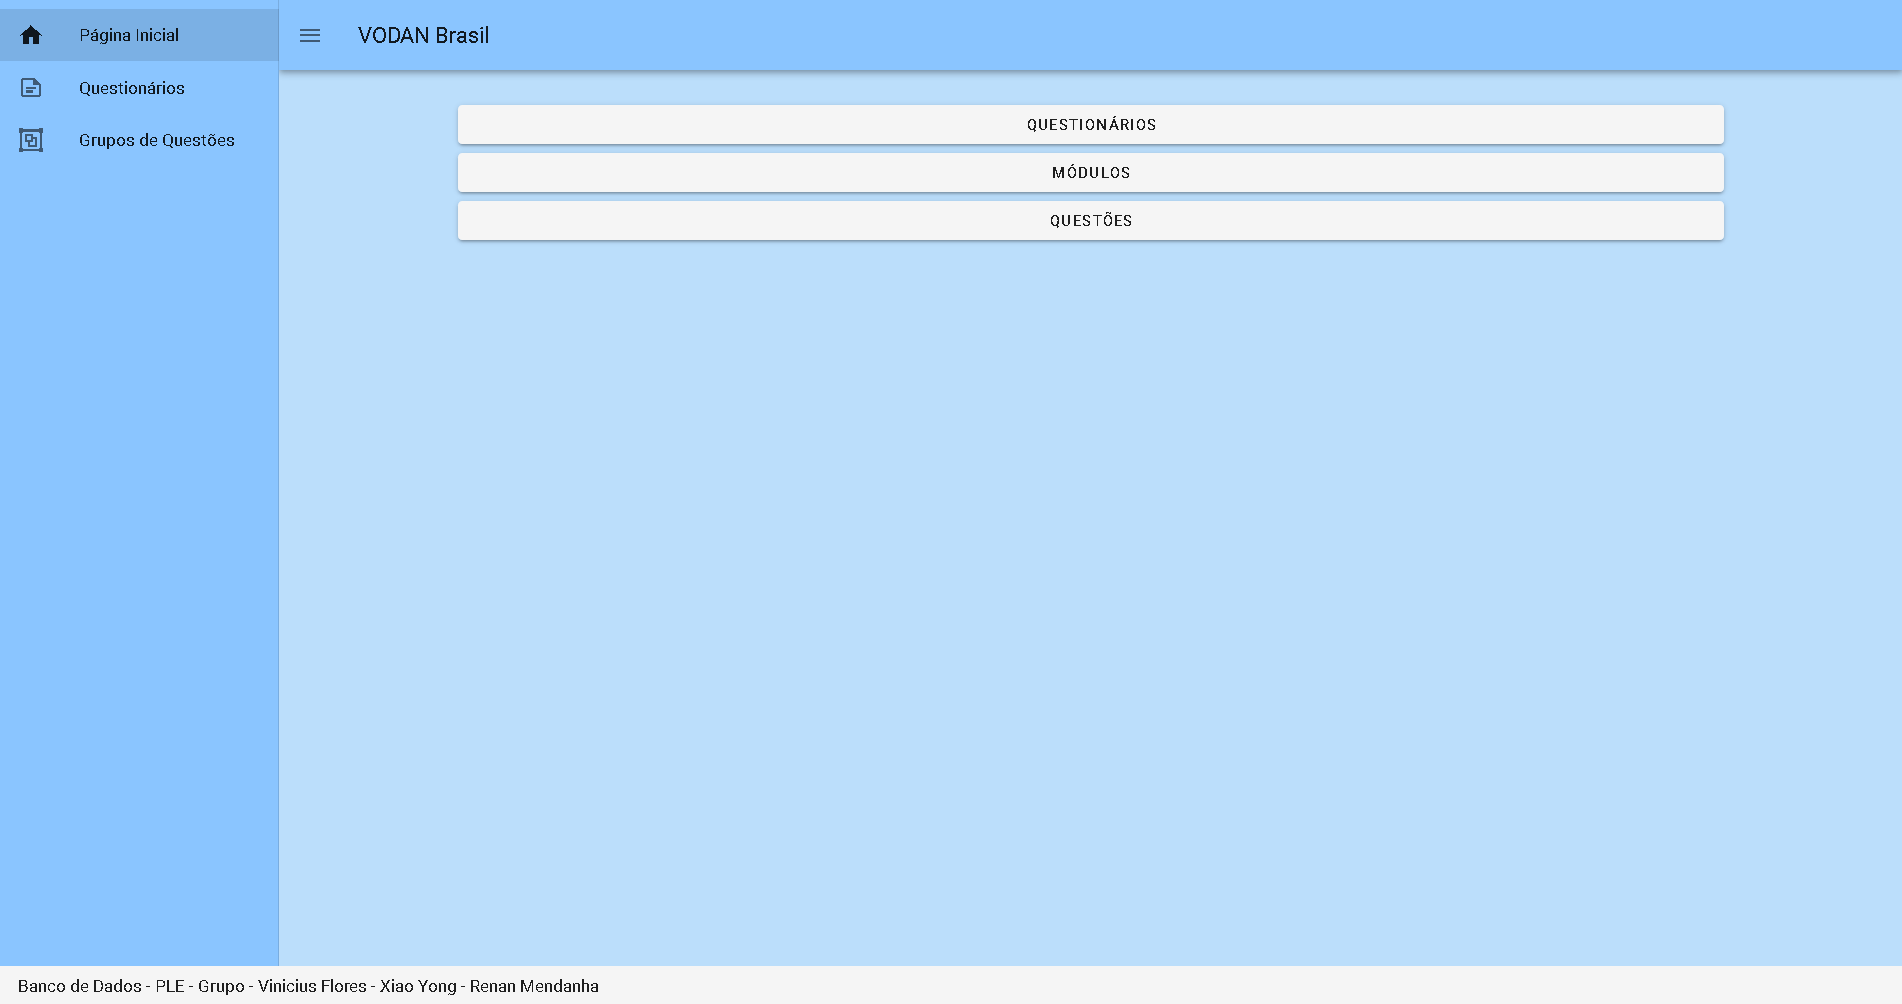 Página Inicial
Questionários
Grupos de Questões
VODAN Brasil
QUESTIONÁRIOS
MÓDULOS
QUESTÕES
Banco de Dados - PLE - Grupo - Vinicius Flores - Xiao Yong - Renan Mendanha